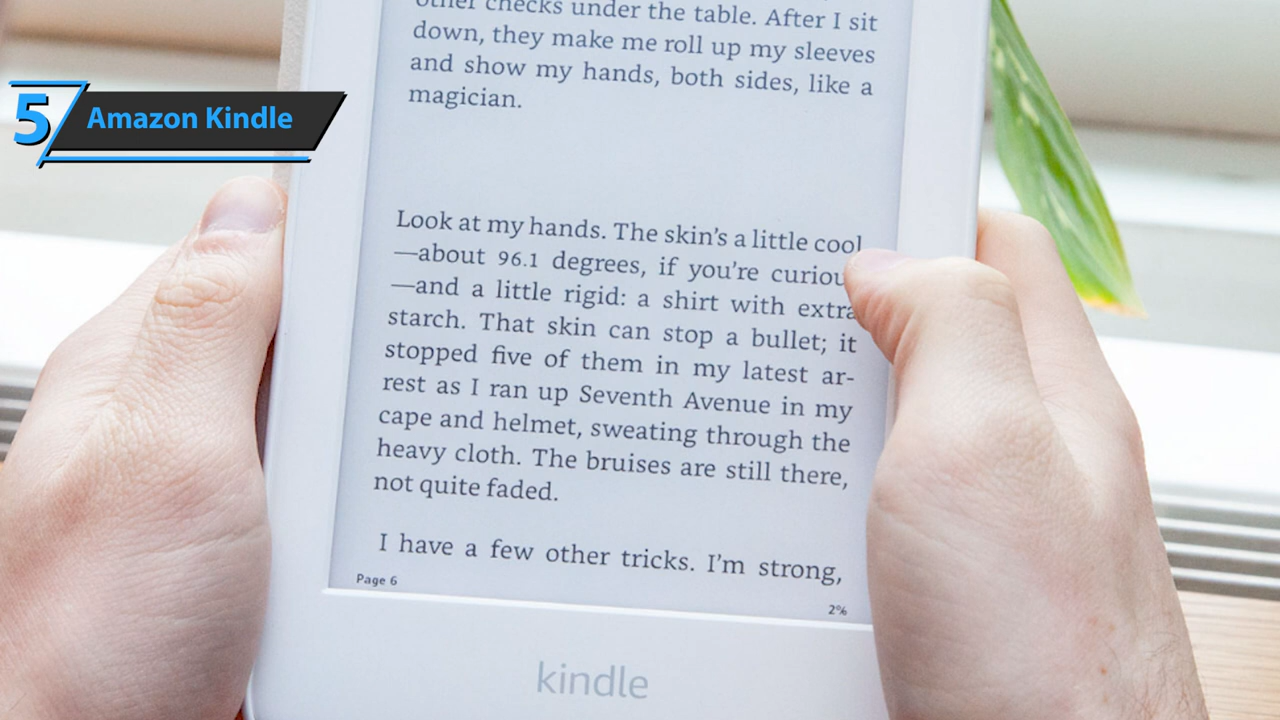 5 Amazon Kindle
other checks under the table. After I sit
down, they make me roll up my sleeves
and show my hands, both sides, like a
magician.
Look at my hands. The skin's a little cool
—about 96.1 degrees, if you're curiou
—and a little rigid: a shirt with extra
starch. That skin can stop a bullet; it
stopped five of them in my latest ar-
rest as I ran up Seventh Avenue in my
cape and helmet, sweating through the
heavy cloth. The bruises are still there,
not quite faded.
I have a few other tricks. I'm strong,
Page 6
2%
kindle